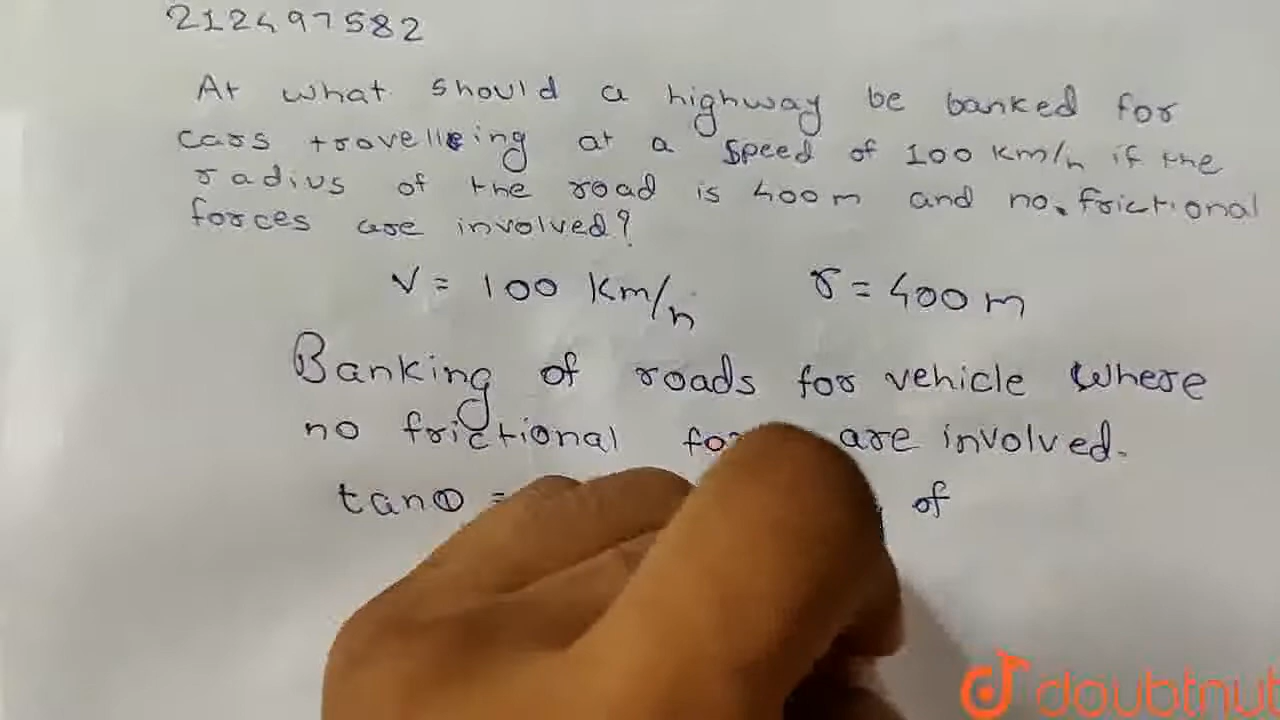 212497582
At what should a highway be banked for
cars travelleing at a speed of 100 km/h if the
radius of the road is 400m and no. frictional
forces are involved?
V = 100 km/h r = 400 m
Banking of roads for vehicle where
no frictional are involved.
tanθ = of
doubtnut